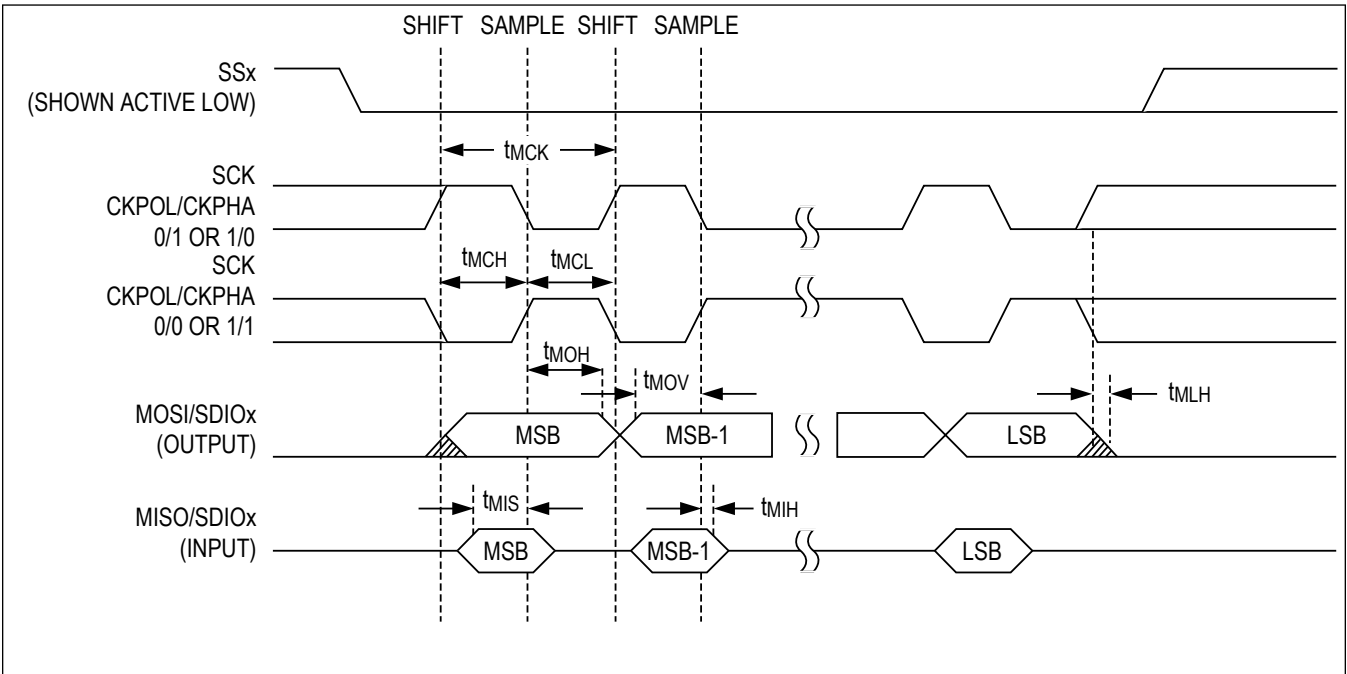 SHIFT SAMPLE SHIFT SAMPLE
SSx
(SHOWN ACTIVE LOW)
tMCK
SCK
CKPOL/CKPHA
0/1 OR 1/0
tMCH tMCL
SCK
CKPOL/CKPHA
0/0 OR 1/1
tMOH
tMOV
tMLH
MOSI/SDIOx
(OUTPUT)
MSB MSB-1 LSB
tMIS
tMIH
MISO/SDIOx
(INPUT)
MSB MSB-1 LSB